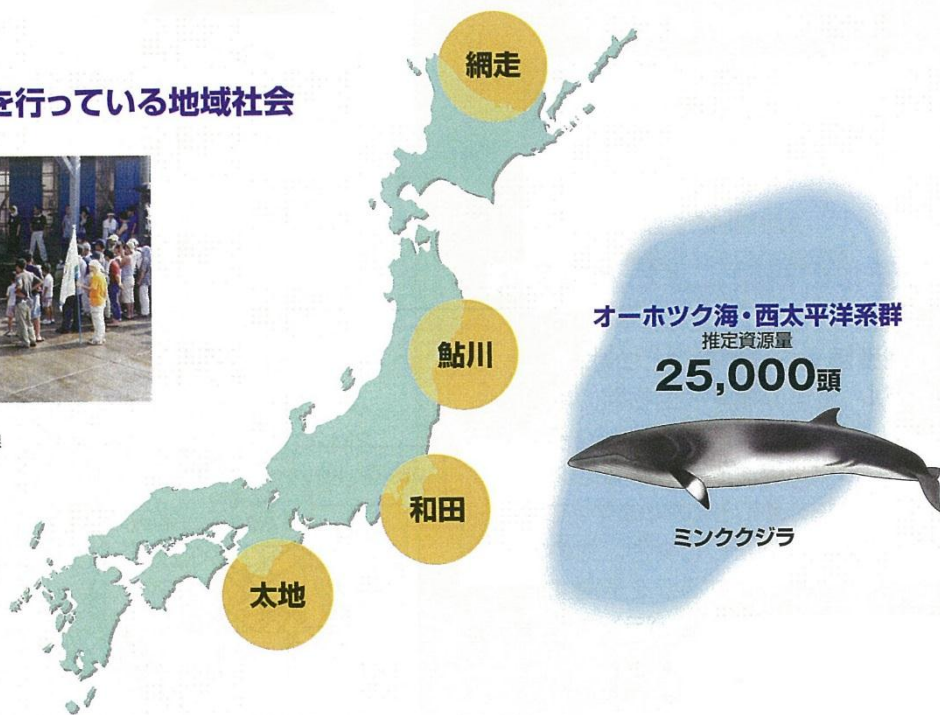 を行っている地域社会
網走
鮎川
和田
太地
オーホツク海・西太平洋系群
推定資源量
25,000頭
ミンククジラ